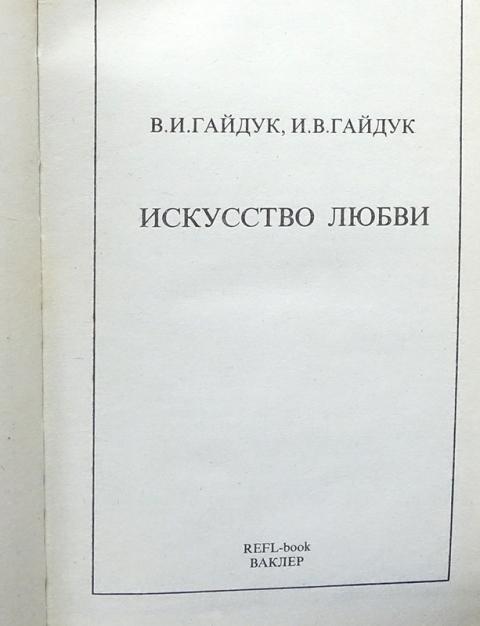 В.И.ГАЙДУК, И.В.ГАЙДУК
ИСКУССТВО ЛЮБВИ
REFL-book
ВАКЛЕР